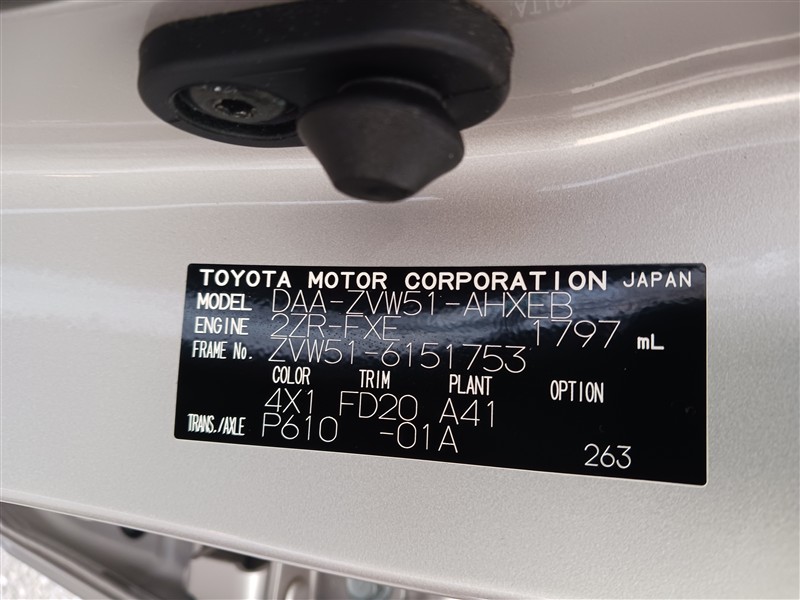 TOYOTA MOTOR CORPORATION JAPAN
MODEL DAA-ZVW51-AHXEB
ENGINE 2ZR-FXE 1797 mL
FRAME No. ZVW51-6151753
COLOR TRIM PLANT OPTION
4X1 FD20 A41
TRANS./AXLE P610 -01A
263